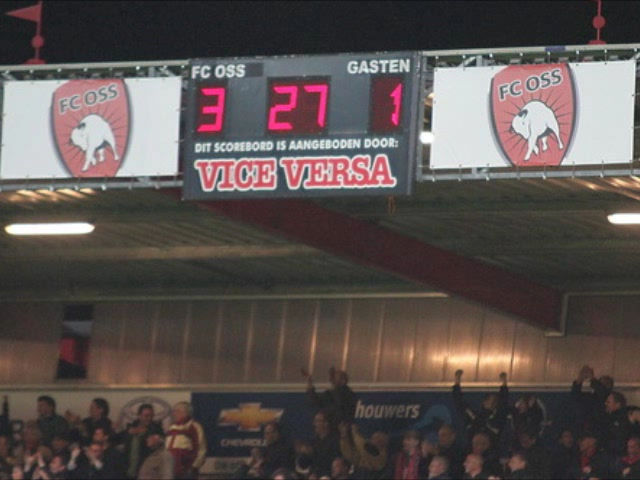 FC OSS
FC OSS GASTEN
3 27 1
DIT SCOREBORD IS AANGEBODEN DOOR:
VICE VERSA
FC OSS
CHEVROLET
houwers